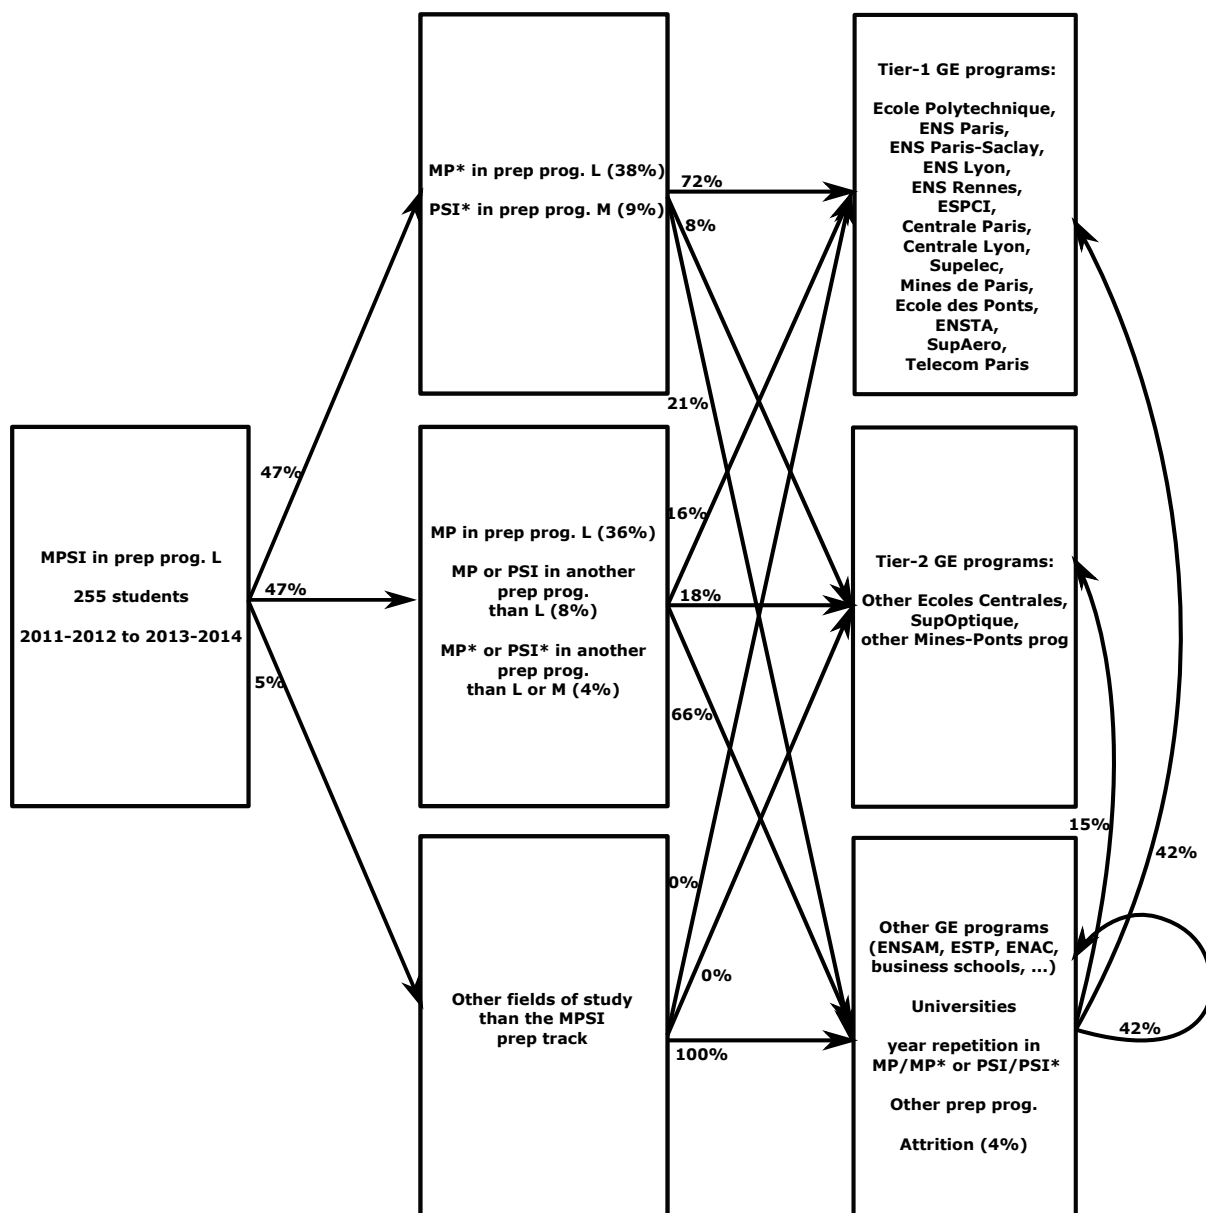 MPSI in prep prog. L
255 students
2011-2012 to 2013-2014
47%
47%
5%
MP* in prep prog. L (38%)
PSI* in prep prog. M (9%)
MP in prep prog. L (36%)
MP or PSI in another
prep prog.
than L (8%)
MP* or PSI* in another
prep prog.
than L or M (4%)
Other fields of study
than the MPSI
prep track
72%
8%
21%
16%
18%
66%
0%
0%
100%
Tier-1 GE programs:
Ecole Polytechnique,
ENS Paris,
ENS Paris-Saclay,
ENS Lyon,
ENS Rennes,
ESPCI,
Centrale Paris,
Centrale Lyon,
Supelec,
Mines de Paris,
Ecole des Ponts,
ENSTA,
SupAero,
Telecom Paris
Tier-2 GE programs:
Other Ecoles Centrales,
SupOptique,
other Mines-Ponts prog
Other GE programs
(ENSAM, ESTP, ENAC,
business schools, ...)
Universities
year repetition in
MP/MP* or PSI/PSI*
Other prep prog.
Attrition (4%)
15%
42%
42%